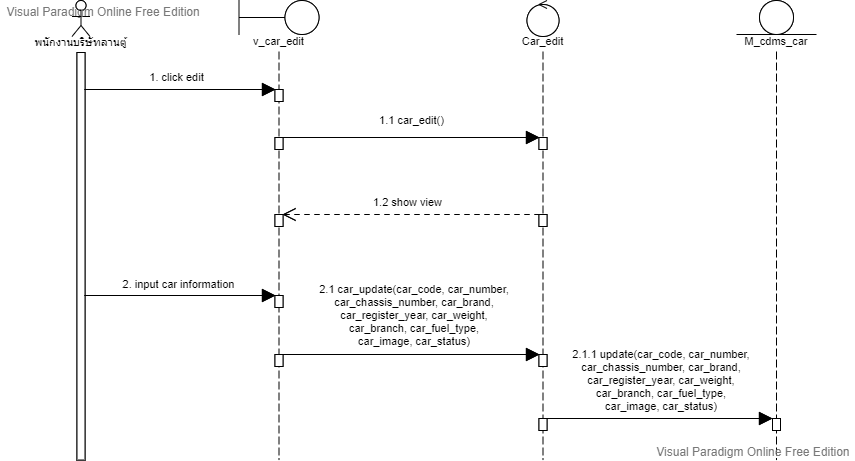 Visual Paradigm Online Free Edition
พนักงานบริษัทลานตู้
v_car_edit
Car_edit
M_cdms_car
1. click edit
1.1 car_edit()
1.2 show view
2. input car information
2.1 car_update(car_code, car_number,
car_chassis_number, car_brand,
car_register_year, car_weight,
car_branch, car_fuel_type,
car_image, car_status)
2.1.1 update(car_code, car_number,
car_chassis_number, car_brand,
car_register_year, car_weight,
car_branch, car_fuel_type,
car_image, car_status)
Visual Paradigm Online Free Edition